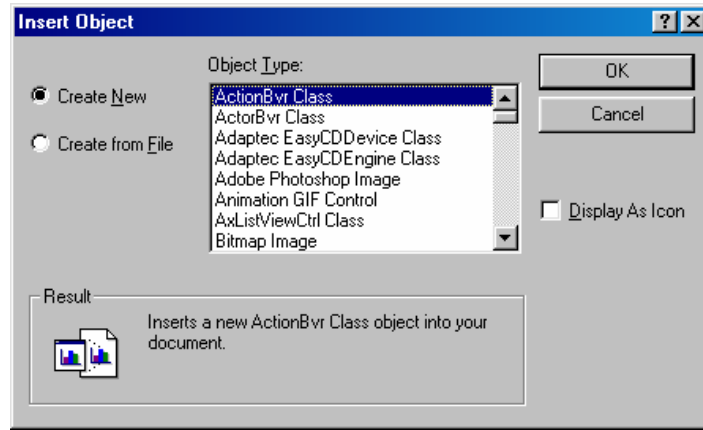 Insert Object
Object Type:
Create New
Create from File
ActionBvr Class
ActorBvr Class
Adaptec EasyCDDevice Class
Adaptec EasyCDEngine Class
Adobe Photoshop Image
Animation GIF Control
AxListViewCtrl Class
Bitmap Image
OK
Cancel
Display As Icon
Result
Inserts a new ActionBvr Class object into your
document.